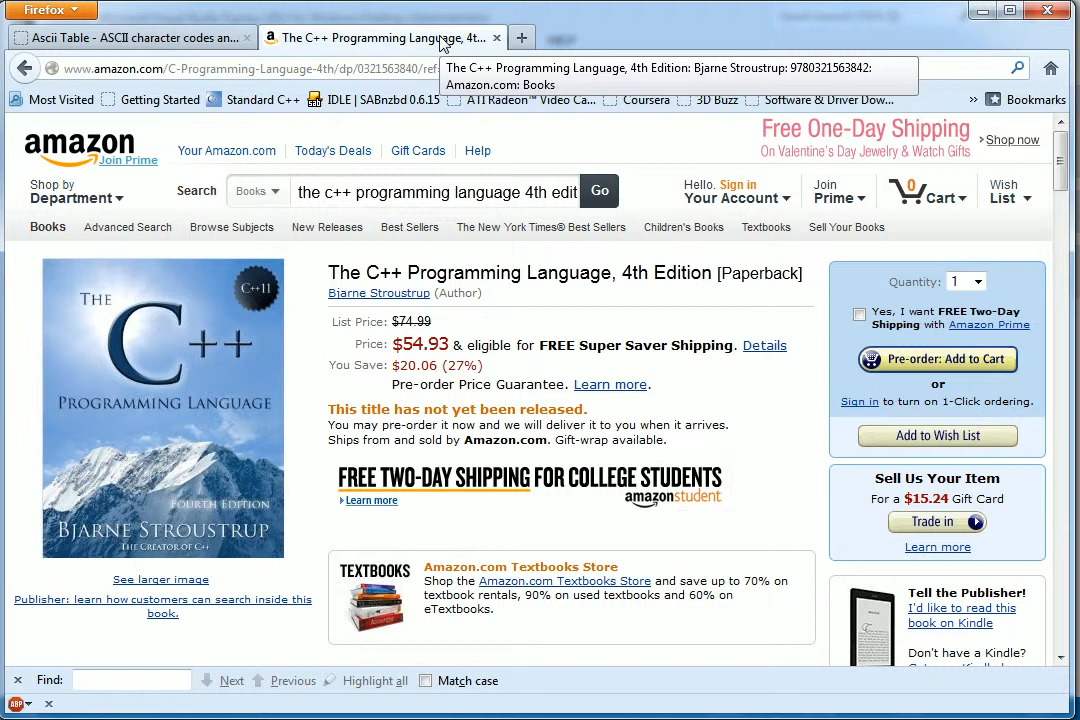 Firefox
Ascii Table - ASCII character codes an...
The C++ Programming Language, 4t...
www.amazon.com/C-Programming-Language-4th/dp/0321563840/ref
The C++ Programming Language, 4th Edition: Bjarne Stroustrup: 9780321563842:
Amazon.com: Books
Most Visited
Getting Started
Standard C++
IDLE | SABnzbd 0.6.15
ATI Radeon™ Video Ca...
Coursera
3D Buzz
Software & Driver Dow...
»
Bookmarks
amazon
Join Prime
Your Amazon.com
Today's Deals
Gift Cards
Help
Free One-Day Shipping
On Valentine's Day Jewelry & Watch Gifts
Shop now
Shop by
Department
Search
Books
the c++ programming language 4th edit
Go
Hello. Sign in
Your Account
Join
Prime
0
Cart
Wish
List
Books
Advanced Search
Browse Subjects
New Releases
Best Sellers
The New York Times® Best Sellers
Children's Books
Textbooks
Sell Your Books
THE
C++
PROGRAMMING LANGUAGE
C++11
FOURTH EDITION
BJARNE STROUSTRUP
THE CREATOR OF C++
See larger image
Publisher: learn how customers can search inside this
book.
The C++ Programming Language, 4th Edition [Paperback]
Bjarne Stroustrup (Author)
List Price: $74.99
Price: $54.93 & eligible for FREE Super Saver Shipping. Details
You Save: $20.06 (27%)
Pre-order Price Guarantee. Learn more.
This title has not yet been released.
You may pre-order it now and we will deliver it to you when it arrives.
Ships from and sold by Amazon.com. Gift-wrap available.
FREE TWO-DAY SHIPPING FOR COLLEGE STUDENTS
Learn more
amazonstudent
TEXTBOOKS
Amazon.com Textbooks Store
Shop the Amazon.com Textbooks Store and save up to 70% on
textbook rentals, 90% on used textbooks and 60% on
eTextbooks.
Quantity: 1
Yes, I want FREE Two-Day
Shipping with Amazon Prime
Pre-order: Add to Cart
or
Sign in to turn on 1-Click ordering.
Add to Wish List
Sell Us Your Item
For a $15.24 Gift Card
Trade in
Learn more
Tell the Publisher!
I'd like to read this
book on Kindle
Don't have a Kindle?
Find:
Next
Previous
Highlight all
Match case
ABP